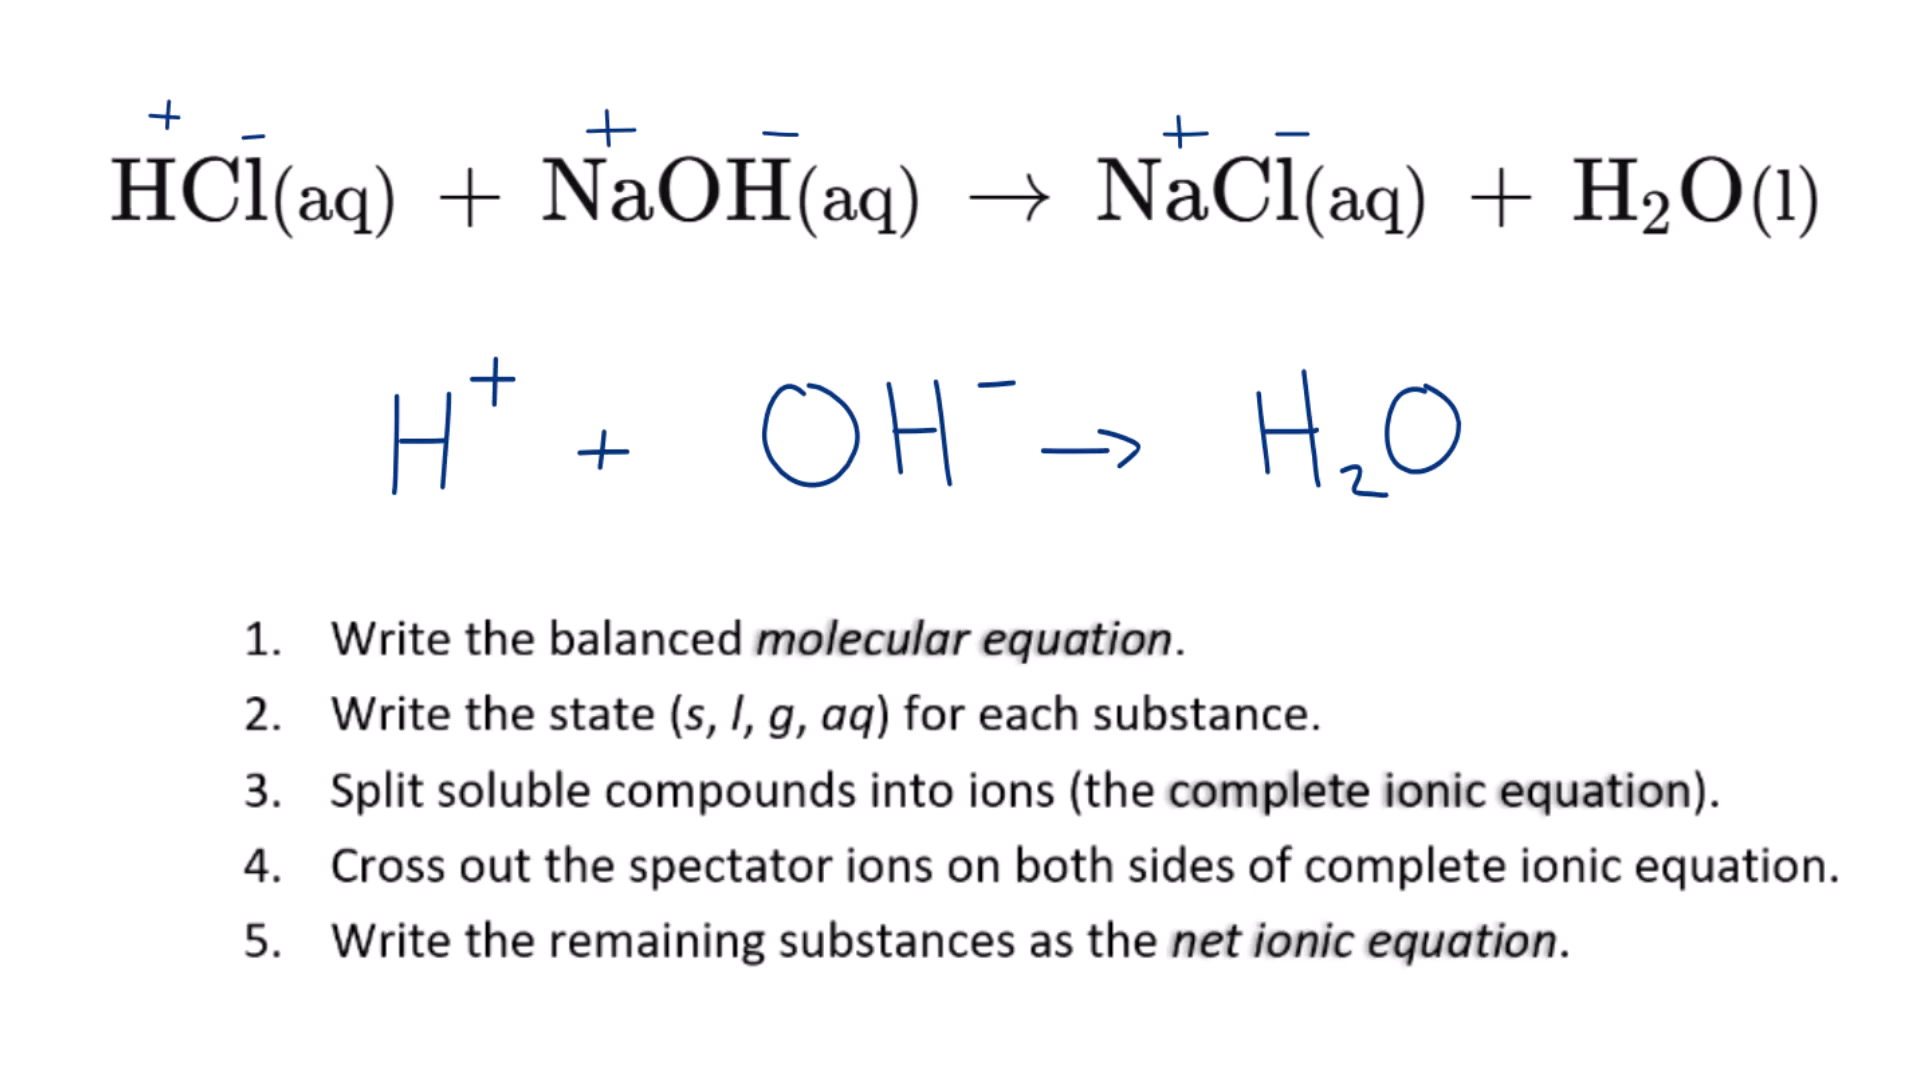 + - + - + -
HCl(aq) + NaOH(aq) → NaCl(aq) + H₂O(l)
H⁺ + OH⁻ → H₂O
1. Write the balanced molecular equation.
2. Write the state (s, l, g, aq) for each substance.
3. Split soluble compounds into ions (the complete ionic equation).
4. Cross out the spectator ions on both sides of complete ionic equation.
5. Write the remaining substances as the net ionic equation.